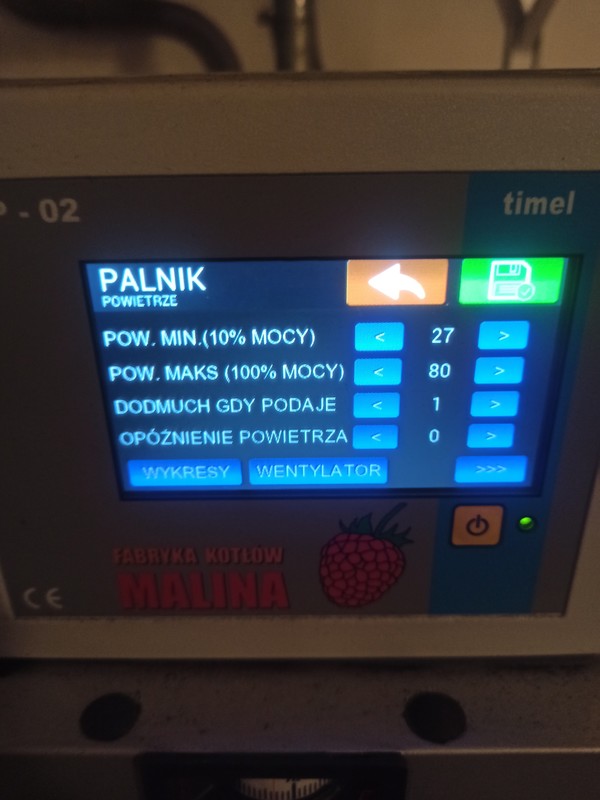 P - 02
timel
PALNIK
POWIETRZE
POW. MIN.(10% MOCY) < 27 >
POW. MAKS (100% MOCY) < 80 >
DODMUCH GDY PODAJE < 1 >
OPÓŹNIENIE POWIETRZA < 0 >
WYKRESY WENTYLATOR >>>
FABRYKA KOTŁÓW
MALINA
CE